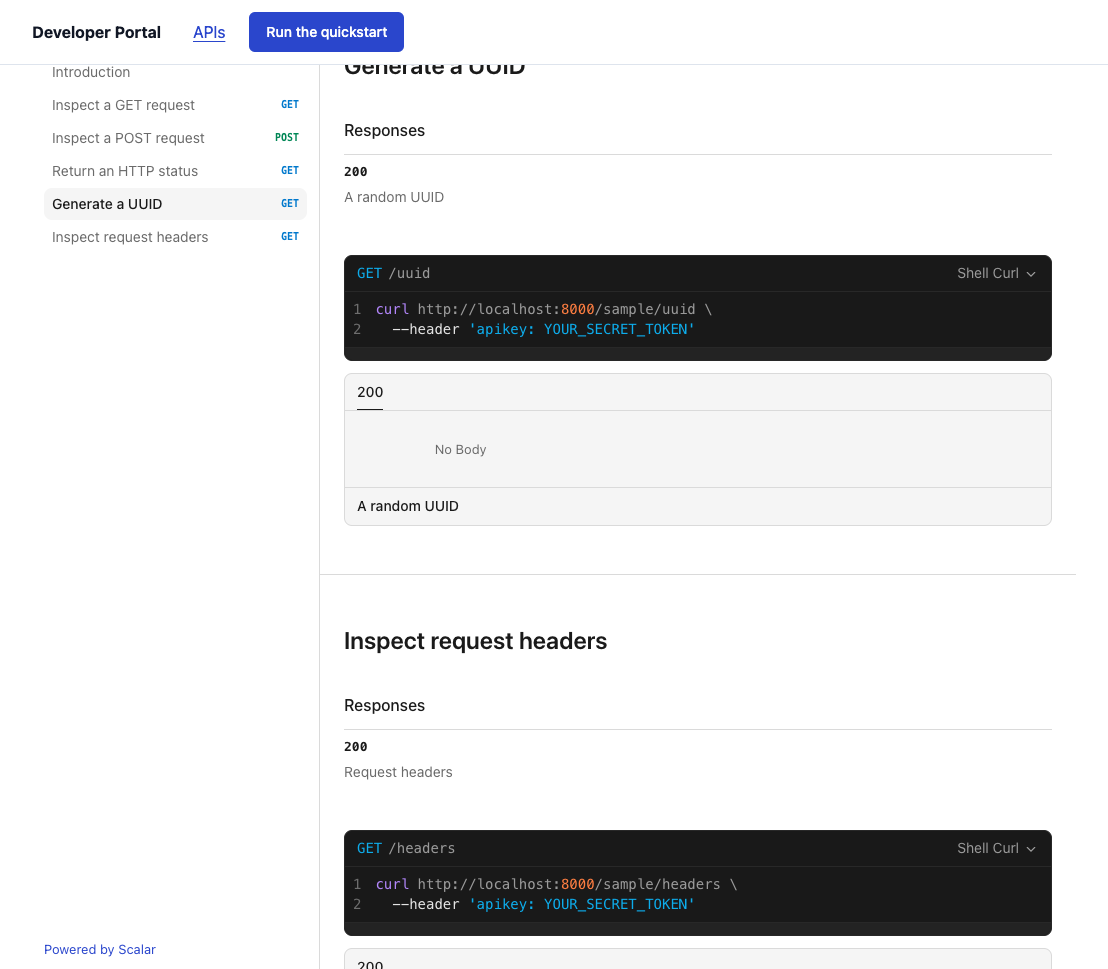 Developer Portal APIs Run the quickstart
Introduction
Inspect a GET request GET
Inspect a POST request POST
Return an HTTP status GET
Generate a UUID GET
Inspect request headers GET
Powered by Scalar
Generate a UUID
Responses
200
A random UUID
GET /uuid Shell Curl
1 curl http://localhost:8000/sample/uuid \
2 --header 'apikey: YOUR_SECRET_TOKEN'
200
No Body
A random UUID
Inspect request headers
Responses
200
Request headers
GET /headers Shell Curl
1 curl http://localhost:8000/sample/headers \
2 --header 'apikey: YOUR_SECRET_TOKEN'
200